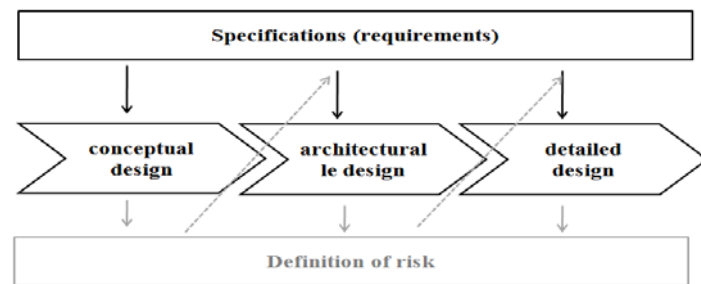 Specifications (requirements)
conceptual
design
architectural
le design
detailed
design
Definition of risk